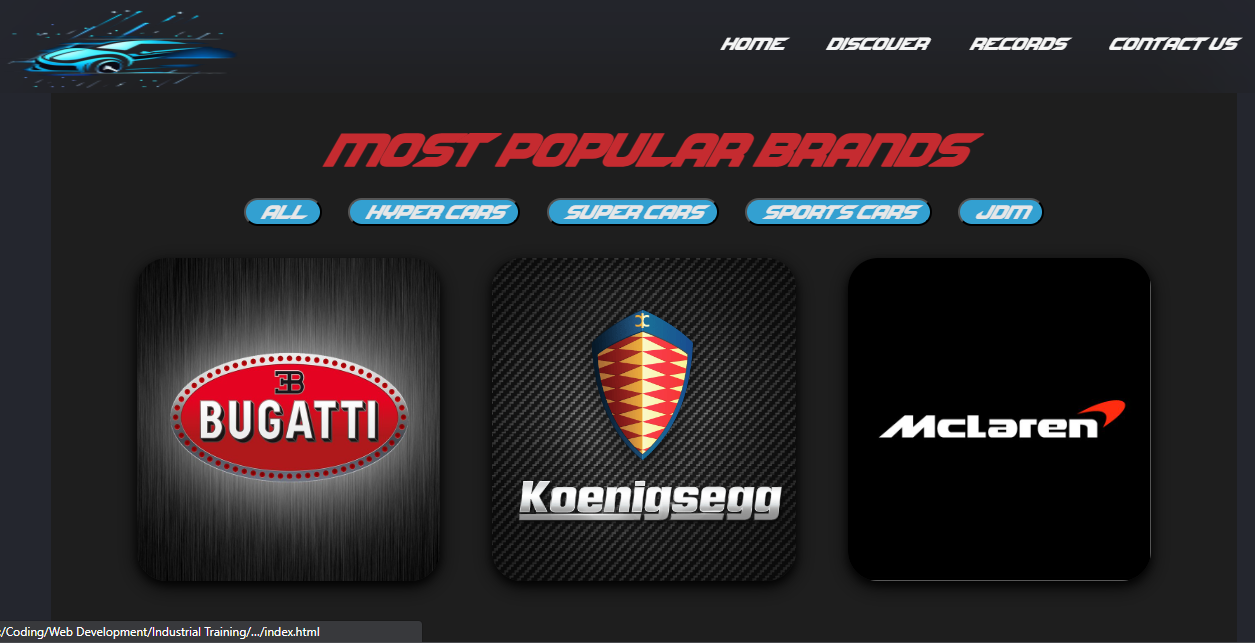 HOME DISCOVER RECORDS CONTACT US
MOST POPULAR BRANDS
ALL HYPER CARS SUPER CARS SPORTS CARS JDM
EB
BUGATTI
Koenigsegg
McLaren
:/Coding/Web Development/Industrial Training/.../index.html